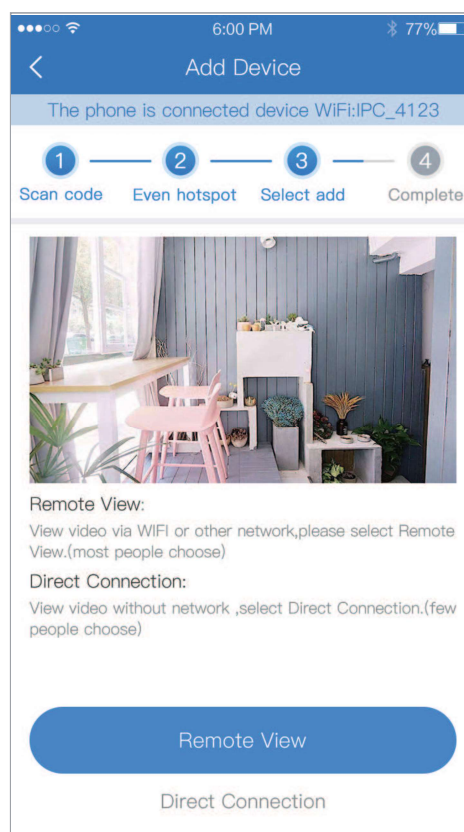 6:00 PM
77%
Add Device
The phone is connected device WiFi:IPC_4123
1 2 3 4
Scan code Even hotspot Select add Complete
Remote View:
View video via WIFI or other network,please select Remote
View.(most people choose)
Direct Connection:
View video without network ,select Direct Connection.(few
people choose)
Remote View
Direct Connection